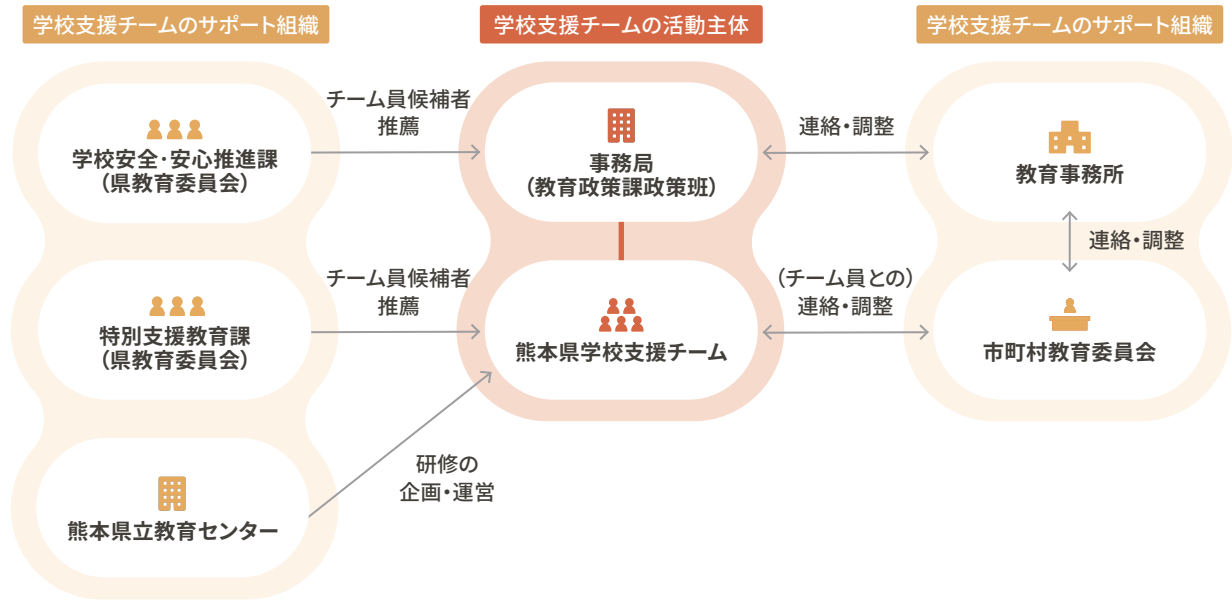 学校支援チームのサポート組織
学校支援チームの活動主体
学校支援チームのサポート組織
学校安全・安心推進課
（県教育委員会）
チーム員候補者
推薦
事務局
（教育政策課政策班）
連絡・調整
教育事務所
連絡・調整
特別支援教育課
（県教育委員会）
チーム員候補者
推薦
熊本県学校支援チーム
（チーム員との）
連絡・調整
市町村教育委員会
熊本県立教育センター
研修の
企画・運営